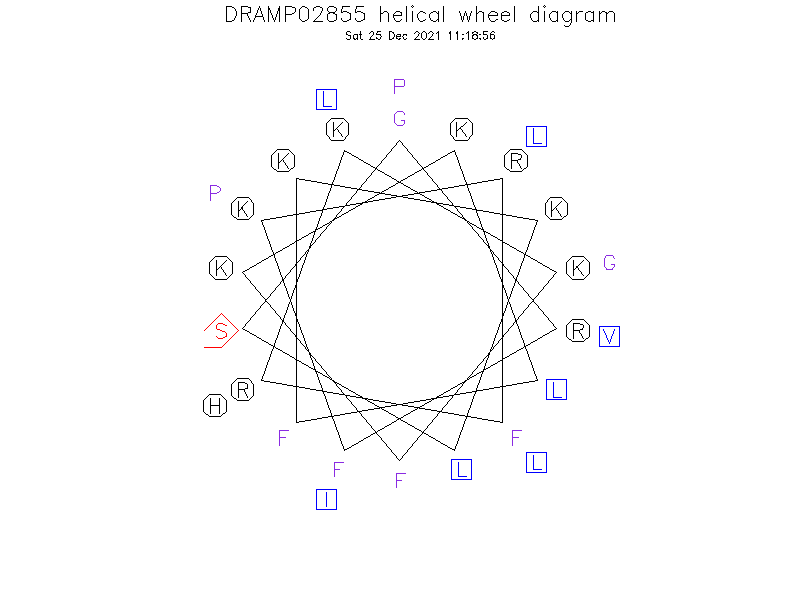 DRAMP02855 helical wheel diagram
Sat 25 Dec 2021 11:18:56
P
L
G
K K
L
K R
P
K K
K K G
S R V
R L
H
F F
L
F L
F
I